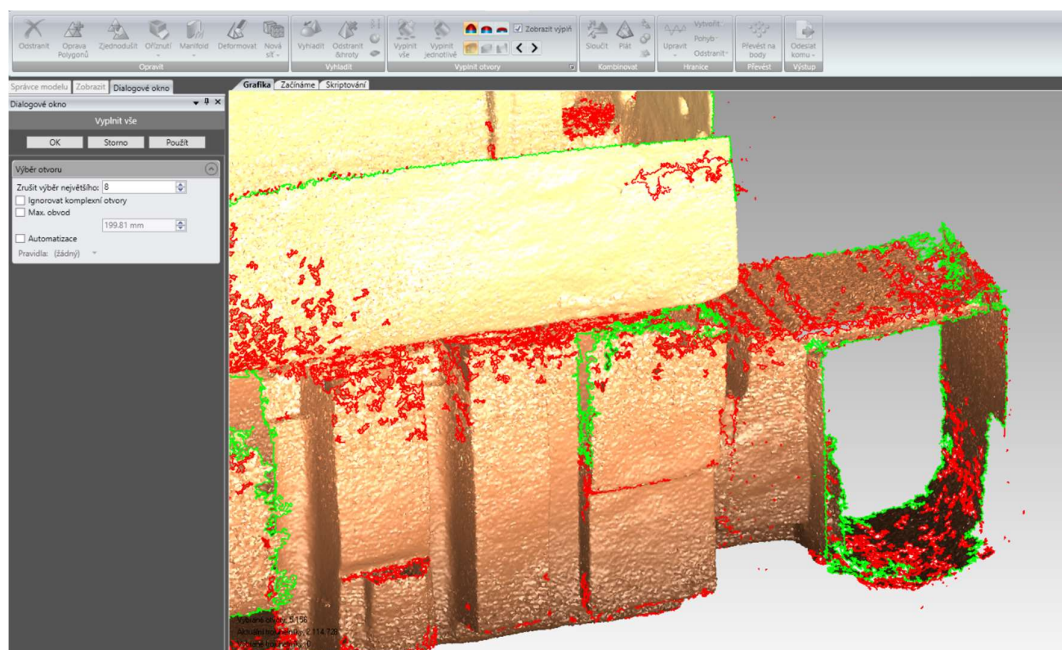 Odstranit Oprava Polygonů Zjednodušit Oříznutí Manifold Deformovat Nová síť
Vyhladit Odstranit &hroty
Vyplnit vše Vyplnit jednotlivě Zobrazit výplň
Sloučit Plát
Upravit Vytvořit Pohyb Odstranit
Převést na body
Odeslat komu
Opravit Vyhladit Vyplnit otvory Kombinovat Hranice Převést Výstup
Správce modelu Zobrazit Dialogové okno
Grafika Začínáme Skriptování
Dialogové okno
Vyplnit vše
OK Storno Použít
Výběr otvoru
Zrušit výběr největšího: 8
Ignorovat komplexní otvory
Max. obvod
199.81 mm
Automatizace
Pravidla: (žádný)